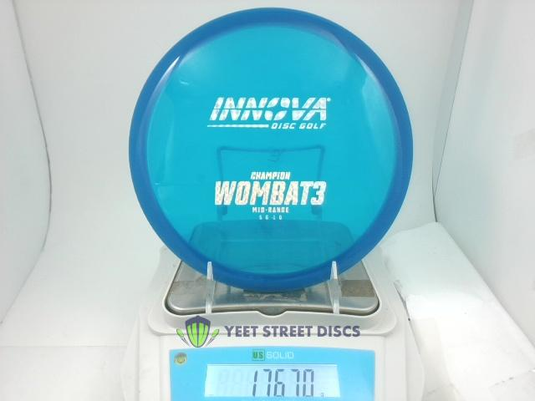 INNOVA
DISC GOLF
CHAMPION
WOMBAT3
MID-RANGE
YEET STREET DISCS
US SOLID
176.70